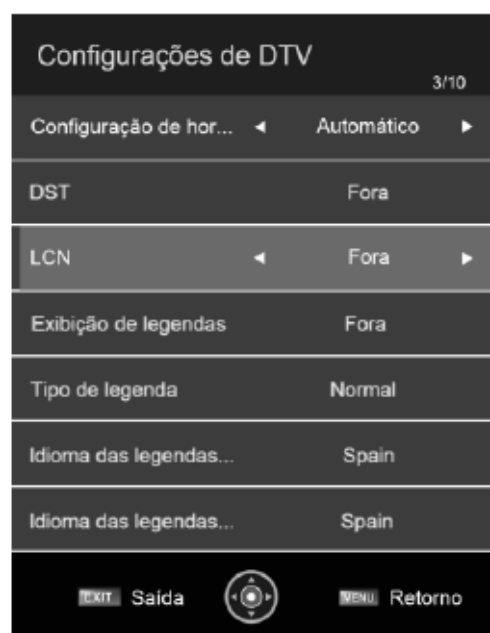 Configurações de DTV
3/10
Configuração de hor... ◄ Automático ►
DST Fora
LCN ◄ Fora ►
Exibição de legendas Fora
Tipo de legenda Normal
Idioma das legendas... Spain
Idioma das legendas... Spain
EXIT Saída MENU Retorno